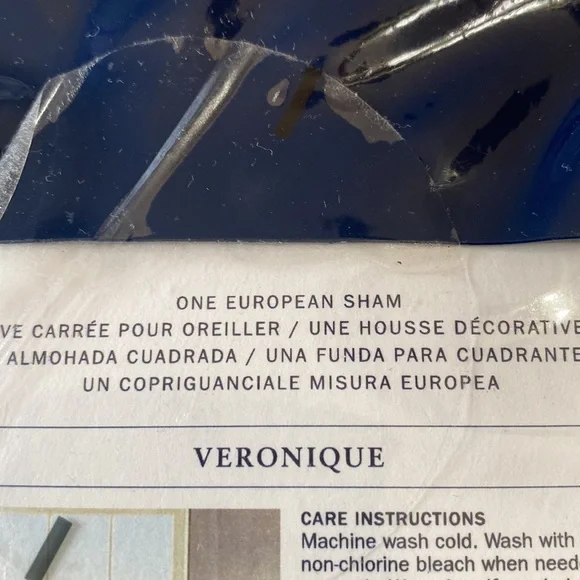 ONE EUROPEAN SHAM
VE CARRÉE POUR OREILLER / UNE HOUSSE DÉCORATIVE
ALMOHADA CUADRADA / UNA FUNDA PARA CUADRANTE
UN COPRIGUANCIALE MISURA EUROPEA
VERONIQUE
CARE INSTRUCTIONS
Machine wash cold. Wash with
non-chlorine bleach when need